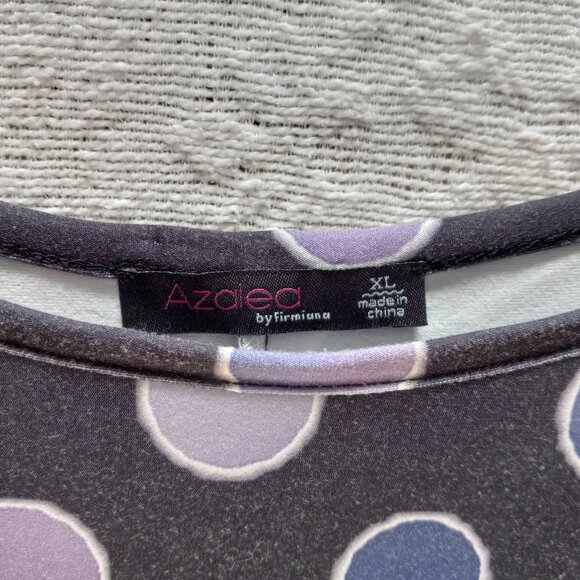 Azalea
by Firmiana
XL
made in
china